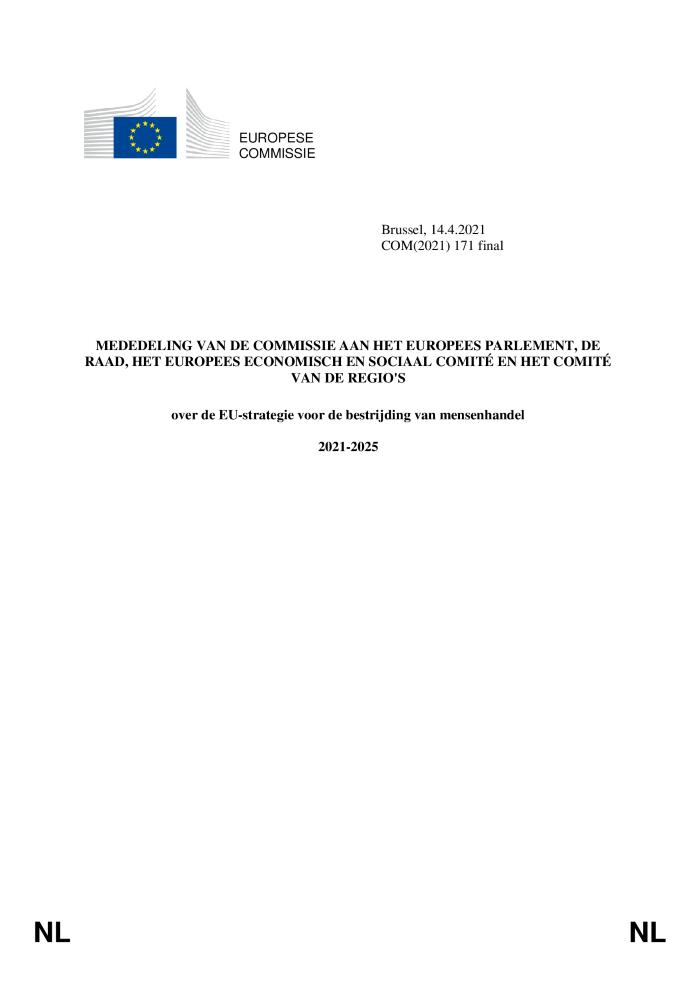 EUROPESE
COMMISSIE
Brussel, 14.4.2021
COM(2021) 171 final
MEDEDELING VAN DE COMMISSIE AAN HET EUROPEES PARLEMENT, DE
RAAD, HET EUROPEES ECONOMISCH EN SOCIAAL COMITÉ EN HET COMITÉ
VAN DE REGIO'S
over de EU-strategie voor de bestrijding van mensenhandel
2021-2025
NL NL